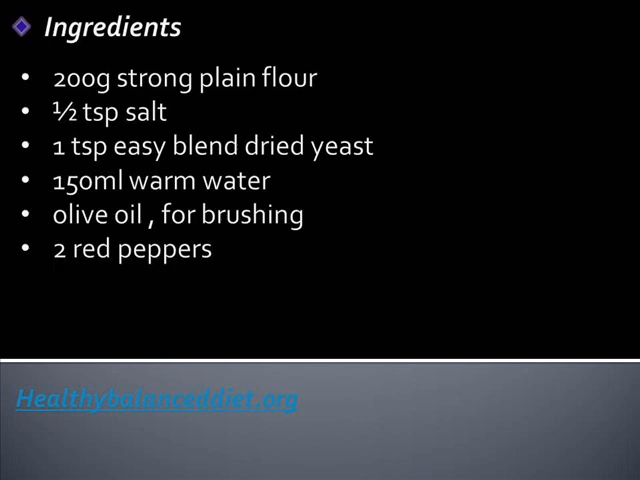 Ingredients
• 200g strong plain flour
• ½ tsp salt
• 1 tsp easy blend dried yeast
• 150ml warm water
• olive oil , for brushing
• 2 red peppers
Healthybalanceddiet.org